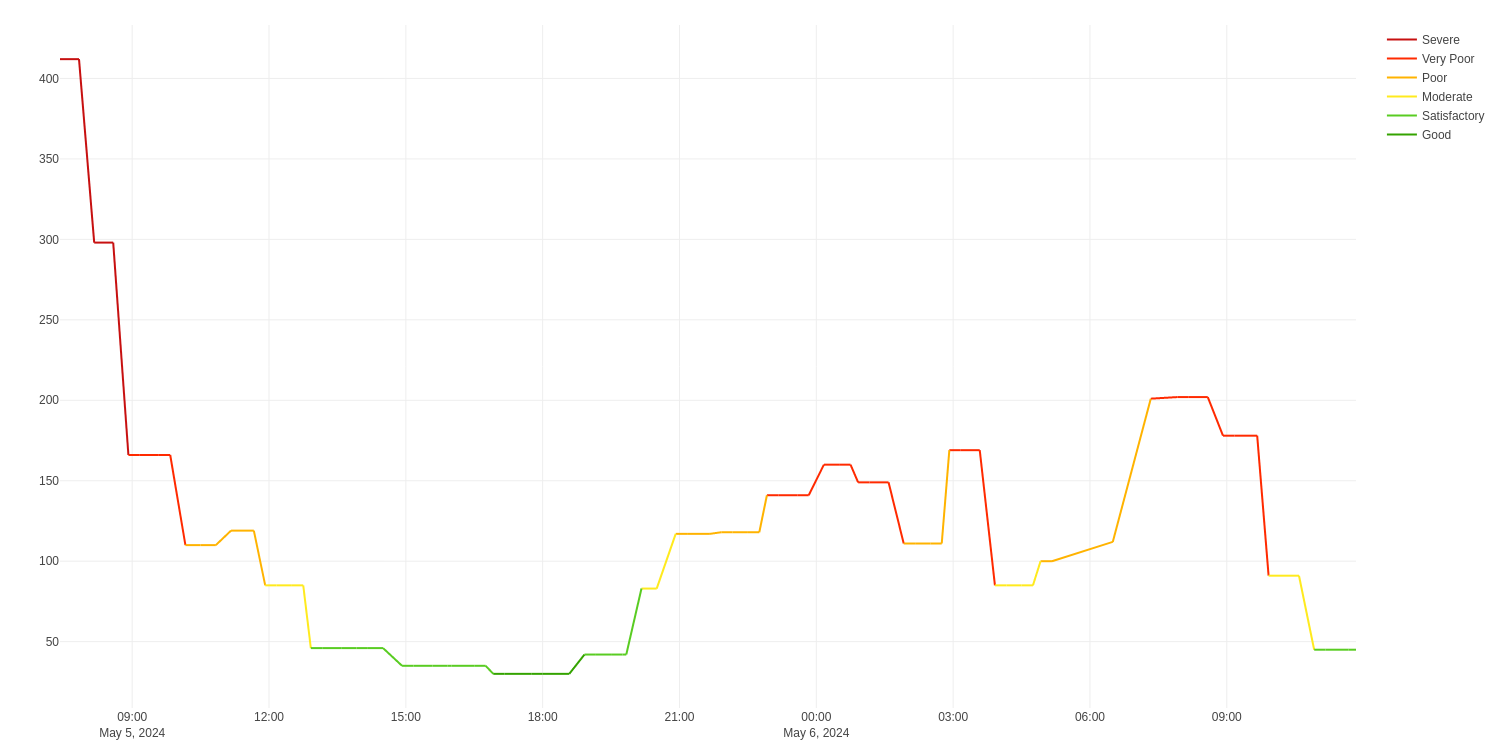 400
350
300
250
200
150
100
50
09:00
May 5, 2024
12:00
15:00
18:00
21:00
00:00
May 6, 2024
03:00
06:00
09:00
Severe
Very Poor
Poor
Moderate
Satisfactory
Good